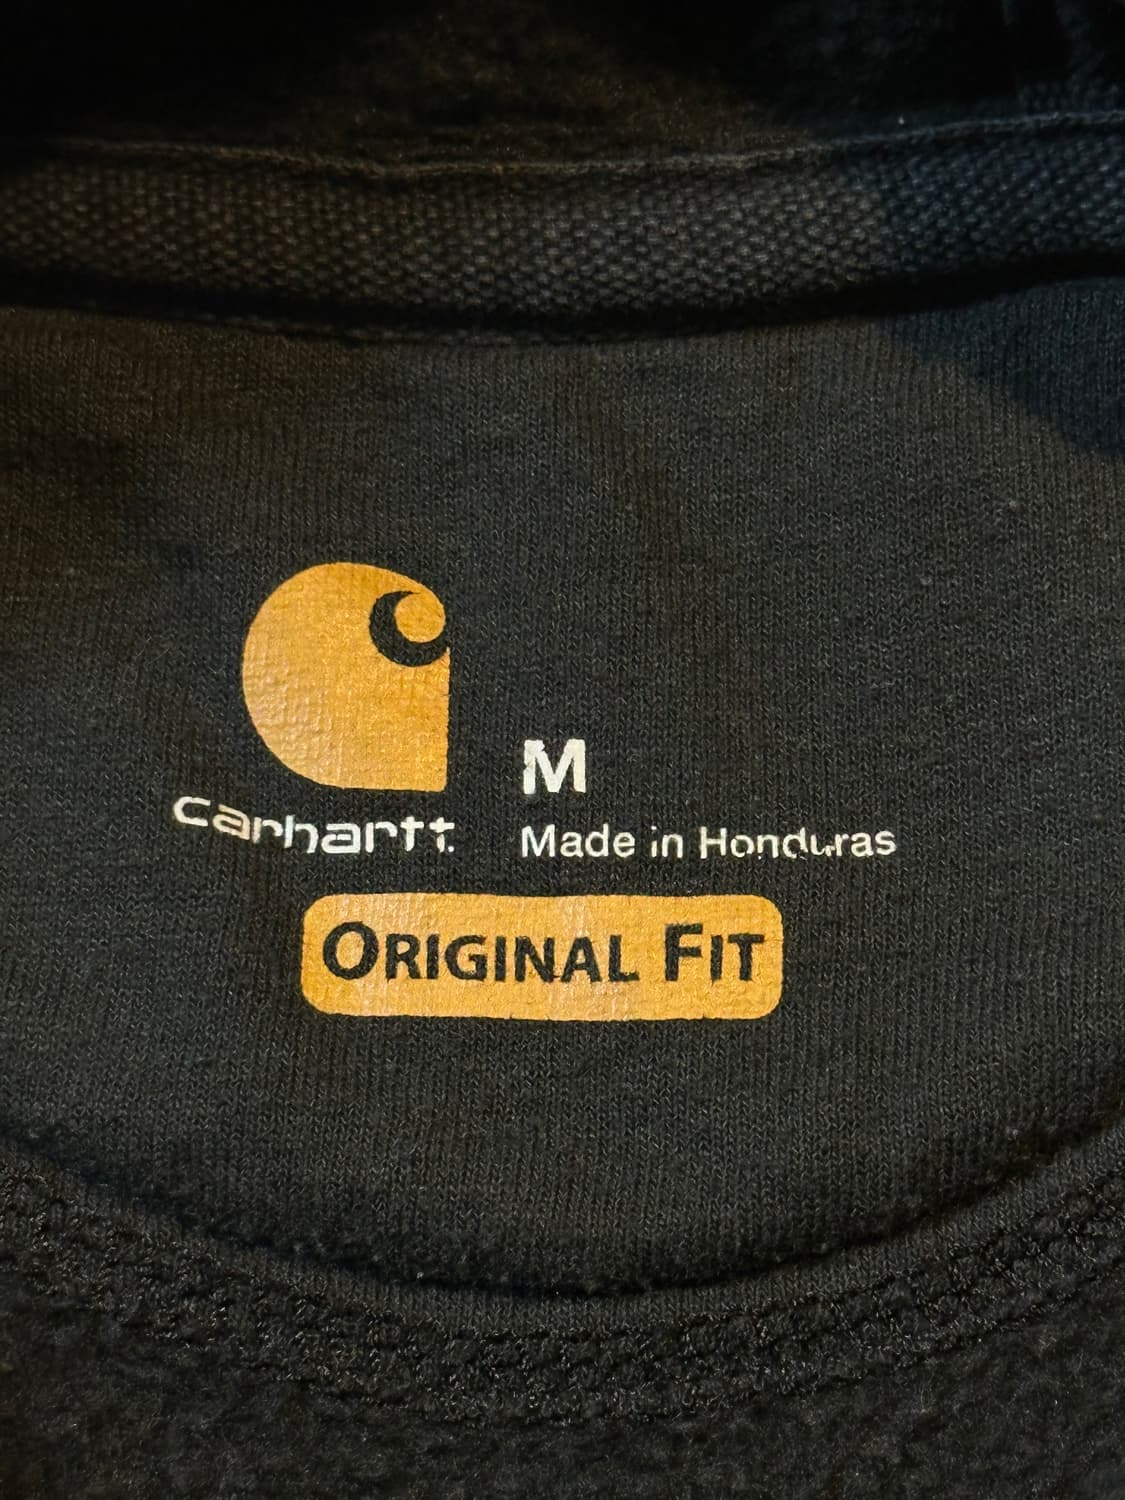 M
carhartt
Made in Honduras
ORIGINAL FIT